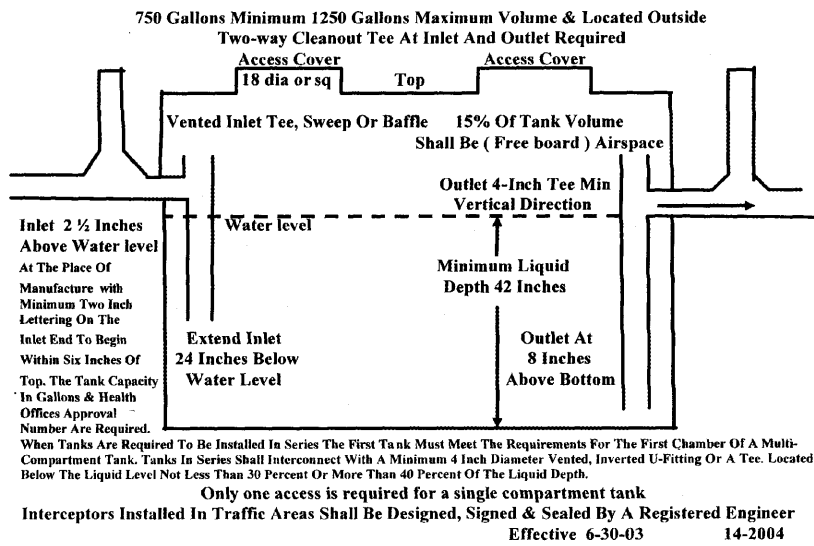 750 Gallons Minimum 1250 Gallons Maximum Volume & Located Outside
Two-way Cleanout Tee At Inlet And Outlet Required
Access Cover
Access Cover
18 dia or sq
Top
Vented Inlet Tee, Sweep Or Baffle
15% Of Tank Volume
Shall Be ( Free board ) Airspace
Outlet 4-Inch Tee Min
Vertical Direction
Inlet 2 ½ Inches
Above Water level
Water level
At The Place Of
Manufacture with
Minimum Two Inch
Lettering On The
Inlet End To Begin
Within Six Inches Of
Top. The Tank Capacity
In Gallons & Health
Offices Approval
Number Are Required.
Minimum Liquid
Depth 42 Inches
Extend Inlet
24 Inches Below
Water Level
Outlet At
8 Inches
Above Bottom
When Tanks Are Required To Be Installed In Series The First Tank Must Meet The Requirements For The First Chamber Of A Multi-
Compartment Tank. Tanks In Series Shall Interconnect With A Minimum 4 Inch Diameter Vented, Inverted U-Fitting Or A Tee. Located
Below The Liquid Level Not Less Than 30 Percent Or More Than 40 Percent Of The Liquid Depth.
Only one access is required for a single compartment tank
Interceptors Installed In Traffic Areas Shall Be Designed, Signed & Sealed By A Registered Engineer
Effective 6-30-03
14-2004